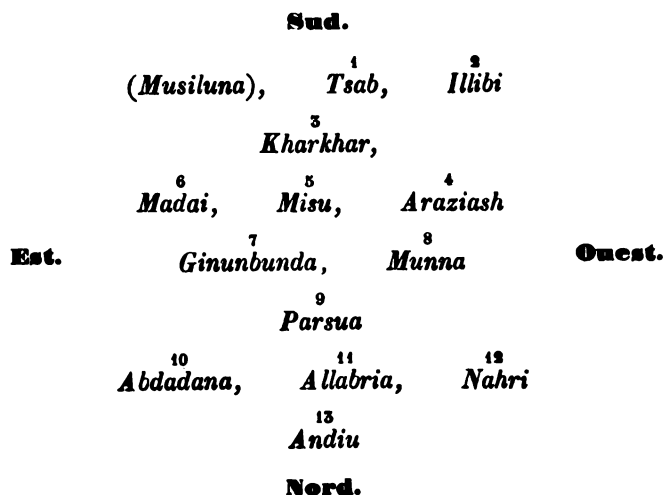 Sud.
1 2
(Musiluna), Tsab, Illibi
3
Kharkhar,
6 5 4
Madai, Misu, Araziash
7 8
Est. Ginunbunda, Munna Ouest.
9
Parsua
10 11 12
Abdadana, Allabria, Nahri
13
Andiu
Nord.